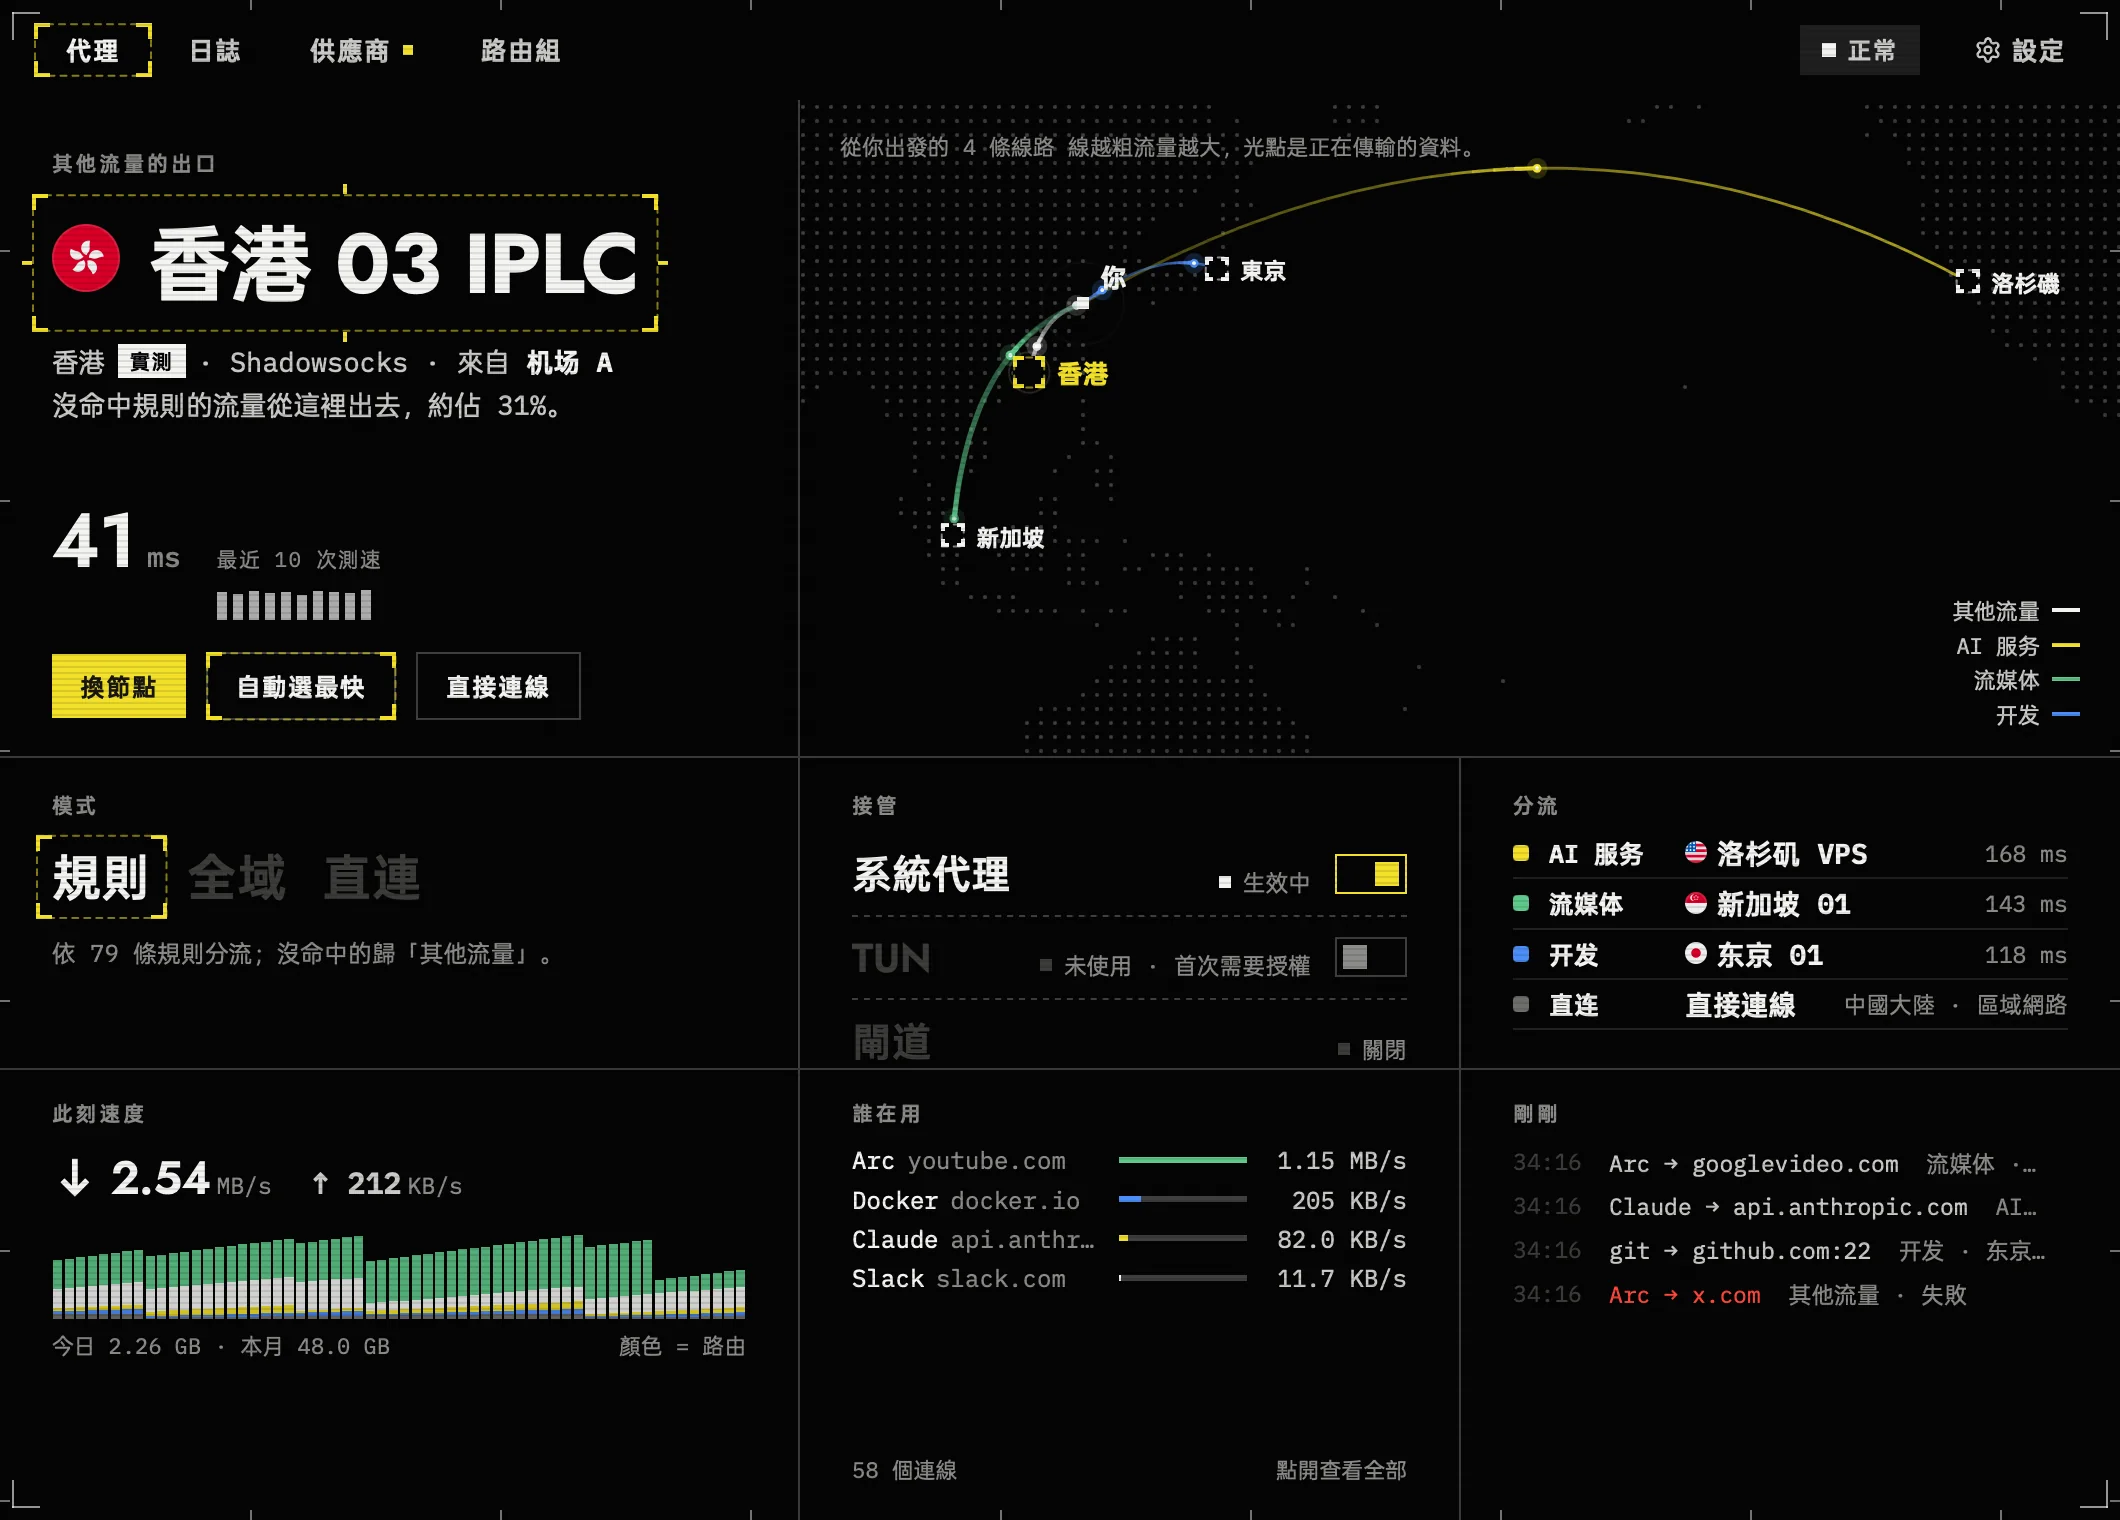 代理 日誌 供應商 路由組 正常 設定
其他流量的出口
香港 03 IPLC
香港 實測 · Shadowsocks · 來自 机场 A
沒命中規則的流量從這裡出去，約佔 31%。
41 ms 最近 10 次測速
換節點 自動選最快 直接連線
從你出發的 4 條線路 線越粗流量越大，光點是正在傳輸的資料。
你
東京
洛杉磯
香港
新加坡
其他流量
AI 服务
流媒体
开发
模式
規則 全域 直連
依 79 條規則分流；沒命中的歸「其他流量」。
接管
系統代理 生效中
TUN 未使用 · 首次需要授權
閘道 關閉
分流
AI 服务 洛杉矶 VPS 168 ms
流媒体 新加坡 01 143 ms
开发 东京 01 118 ms
直连 直接連線 中國大陸 · 區域網路
此刻速度
↓ 2.54 MB/s ↑ 212 KB/s
今日 2.26 GB · 本月 48.0 GB 顏色 = 路由
誰在用
Arc youtube.com 1.15 MB/s
Docker docker.io 205 KB/s
Claude api.anthr… 82.0 KB/s
Slack slack.com 11.7 KB/s
58 個連線 點開查看全部
剛剛
34:16 Arc → googlevideo.com 流媒体 ·…
34:16 Claude → api.anthropic.com AI…
34:16 git → github.com:22 开发 · 东京…
34:16 Arc → x.com 其他流量 · 失敗